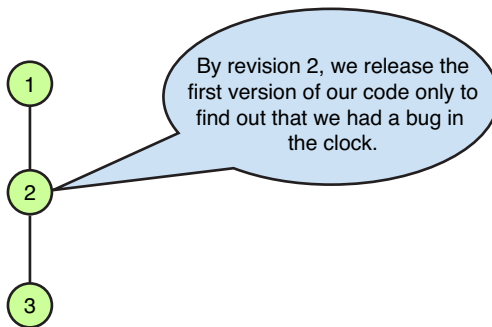 1
By revision 2, we release the
first version of our code only to
find out that we had a bug in
the clock.
2
3